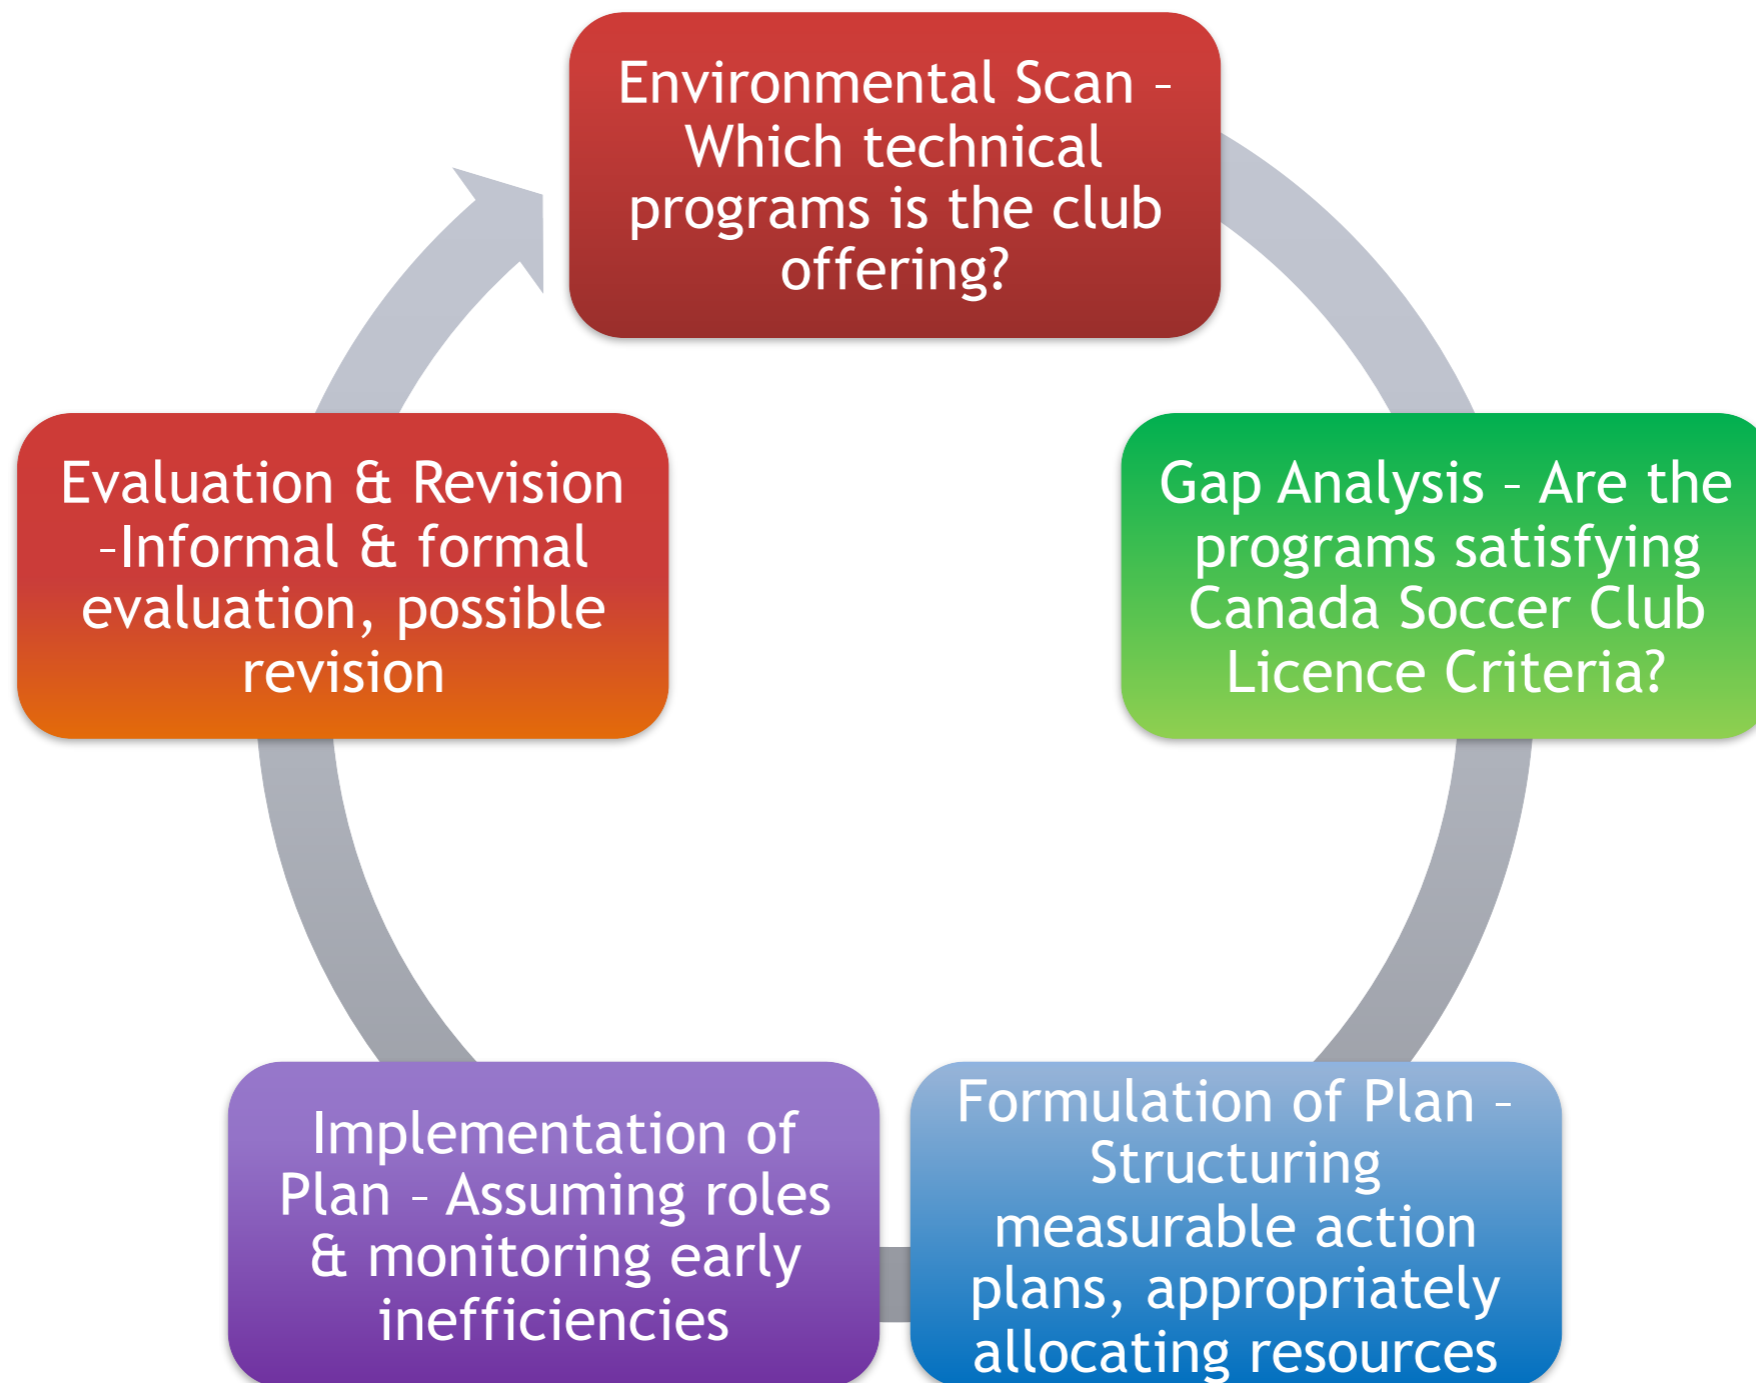 Environmental Scan –
Which technical
programs is the club
offering?
Gap Analysis – Are the
programs satisfying
Canada Soccer Club
Licence Criteria?
Formulation of Plan –
Structuring
measurable action
plans, appropriately
allocating resources
Implementation of
Plan – Assuming roles
& monitoring early
inefficiencies
Evaluation & Revision
–Informal & formal
evaluation, possible
revision